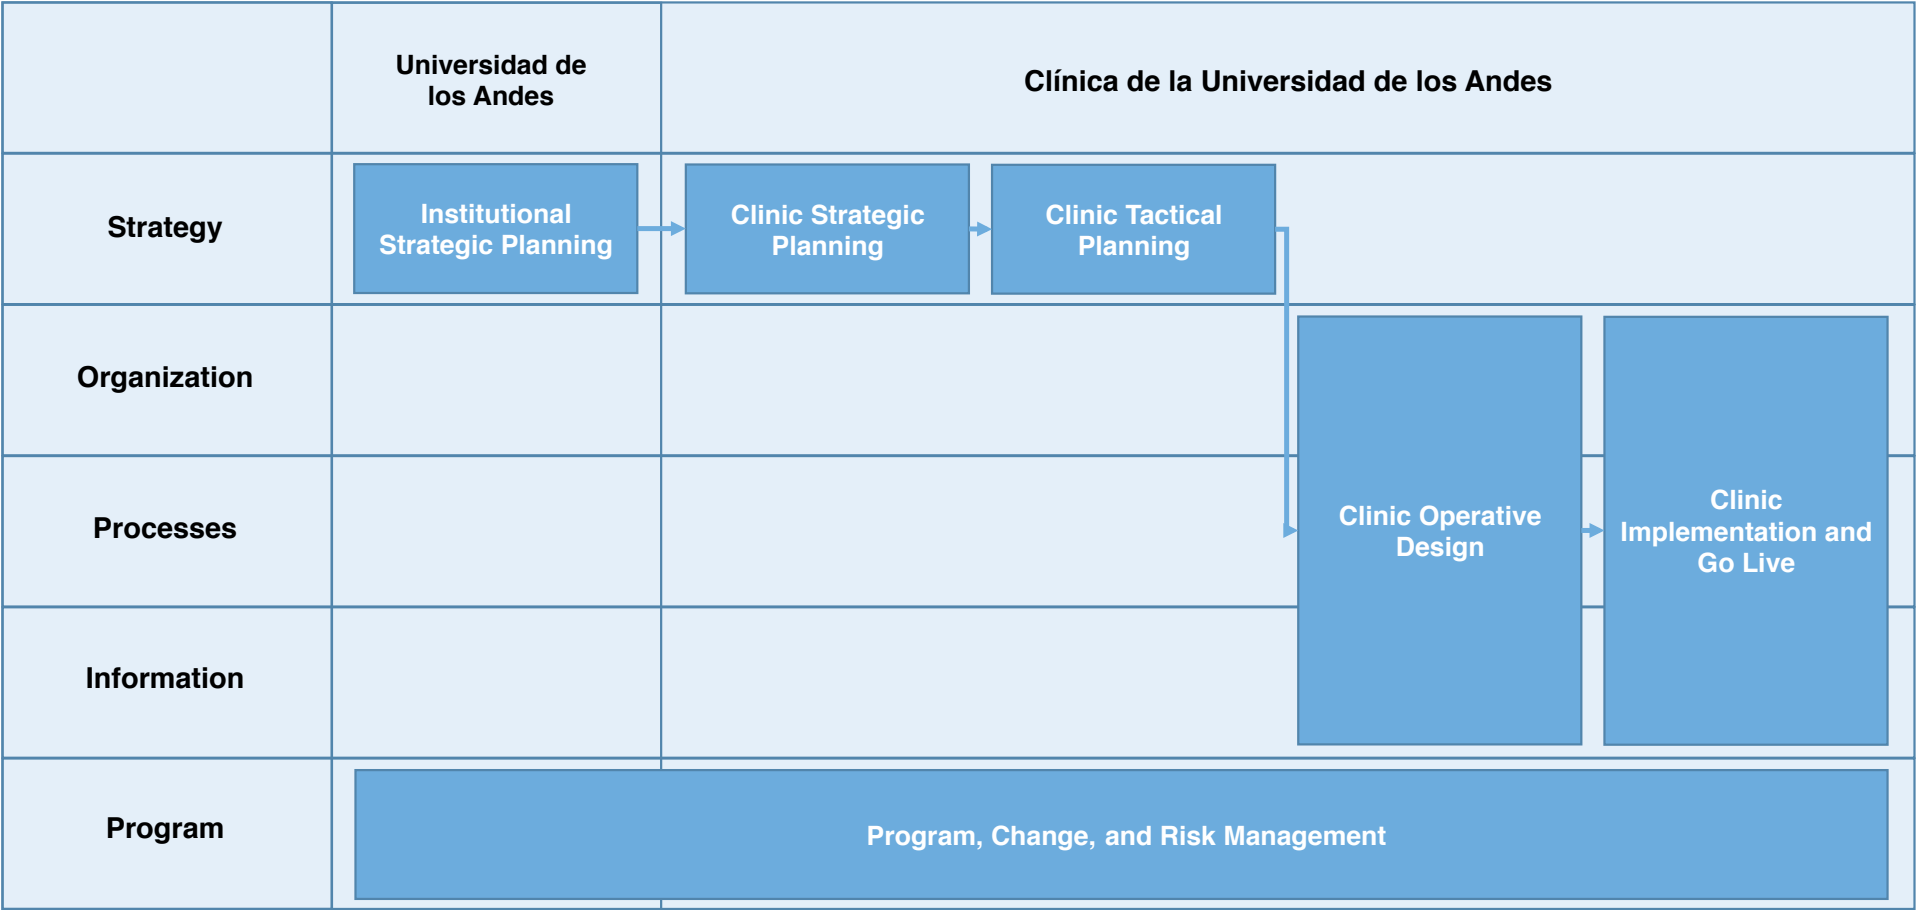 Universidad de
los Andes
Clínica de la Universidad de los Andes
Strategy
Institutional
Strategic Planning
Clinic Strategic
Planning
Clinic Tactical
Planning
Organization
Processes
Clinic Operative
Design
Clinic
Implementation and
Go Live
Information
Program
Program, Change, and Risk Management